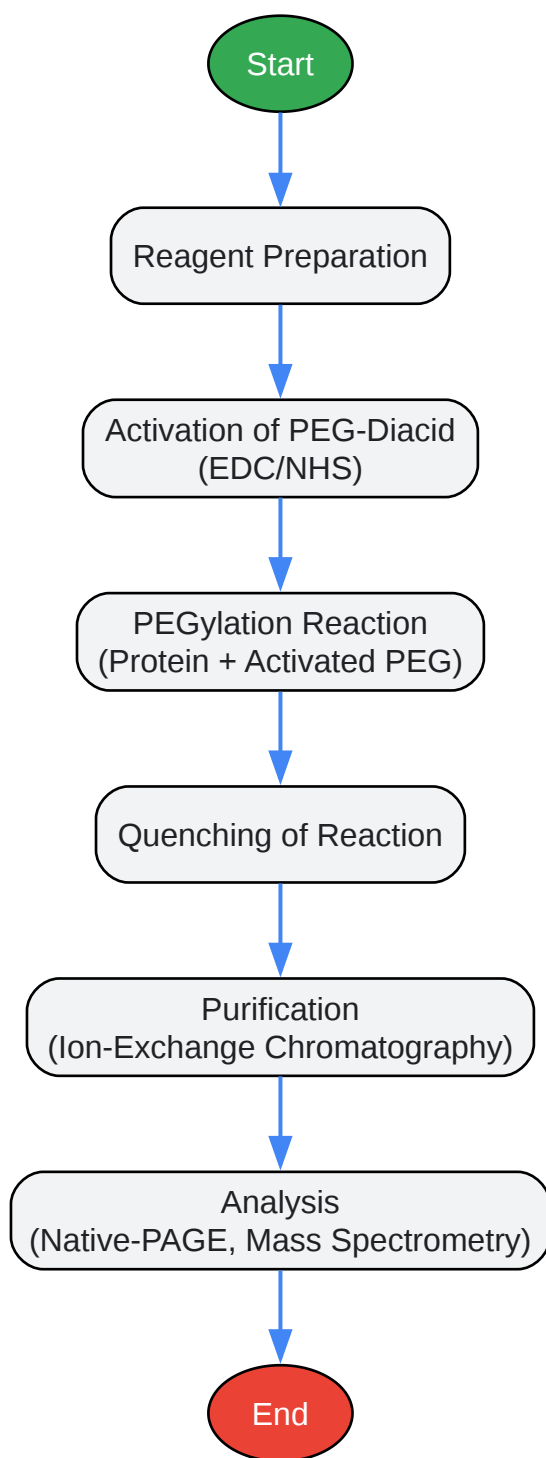 Start
Reagent Preparation
Activation of PEG-Diacid
(EDC/NHS)
PEGylation Reaction
(Protein + Activated PEG)
Quenching of Reaction
Purification
(Ion-Exchange Chromatography)
Analysis
(Native-PAGE, Mass Spectrometry)
End